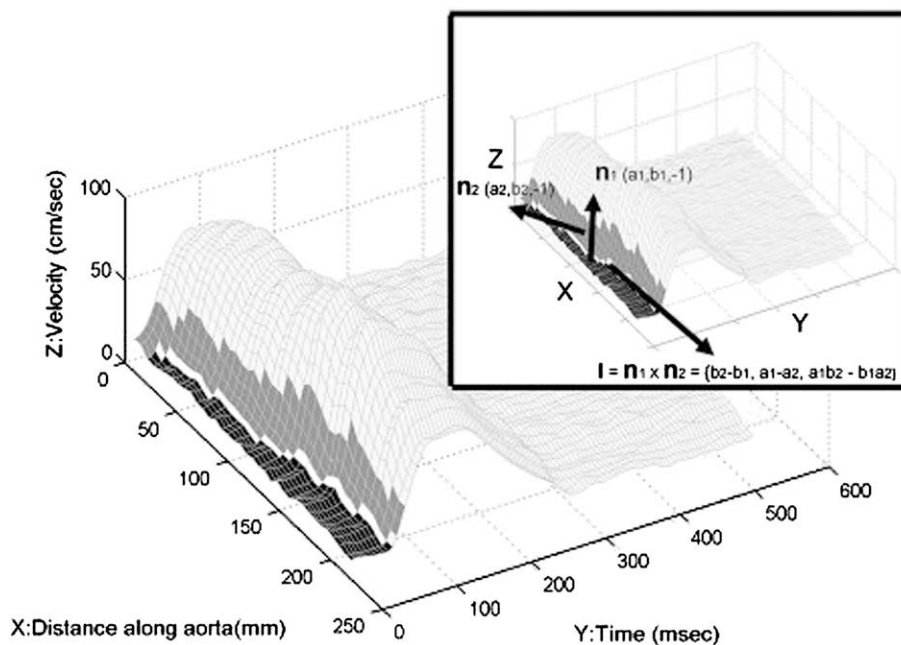 Z
n1 (a1,b1,-1)
n2 (a2,b2,-1)
X
Y
l = n1 x n2 = (b2-b1, a1-a2, a1b2 - b1a2)
Z:Velocity (cm/sec)
100
50
0
0
50
100
150
200
250
X:Distance along aorta(mm)
0
100
200
300
400
500
600
Y:Time (msec)